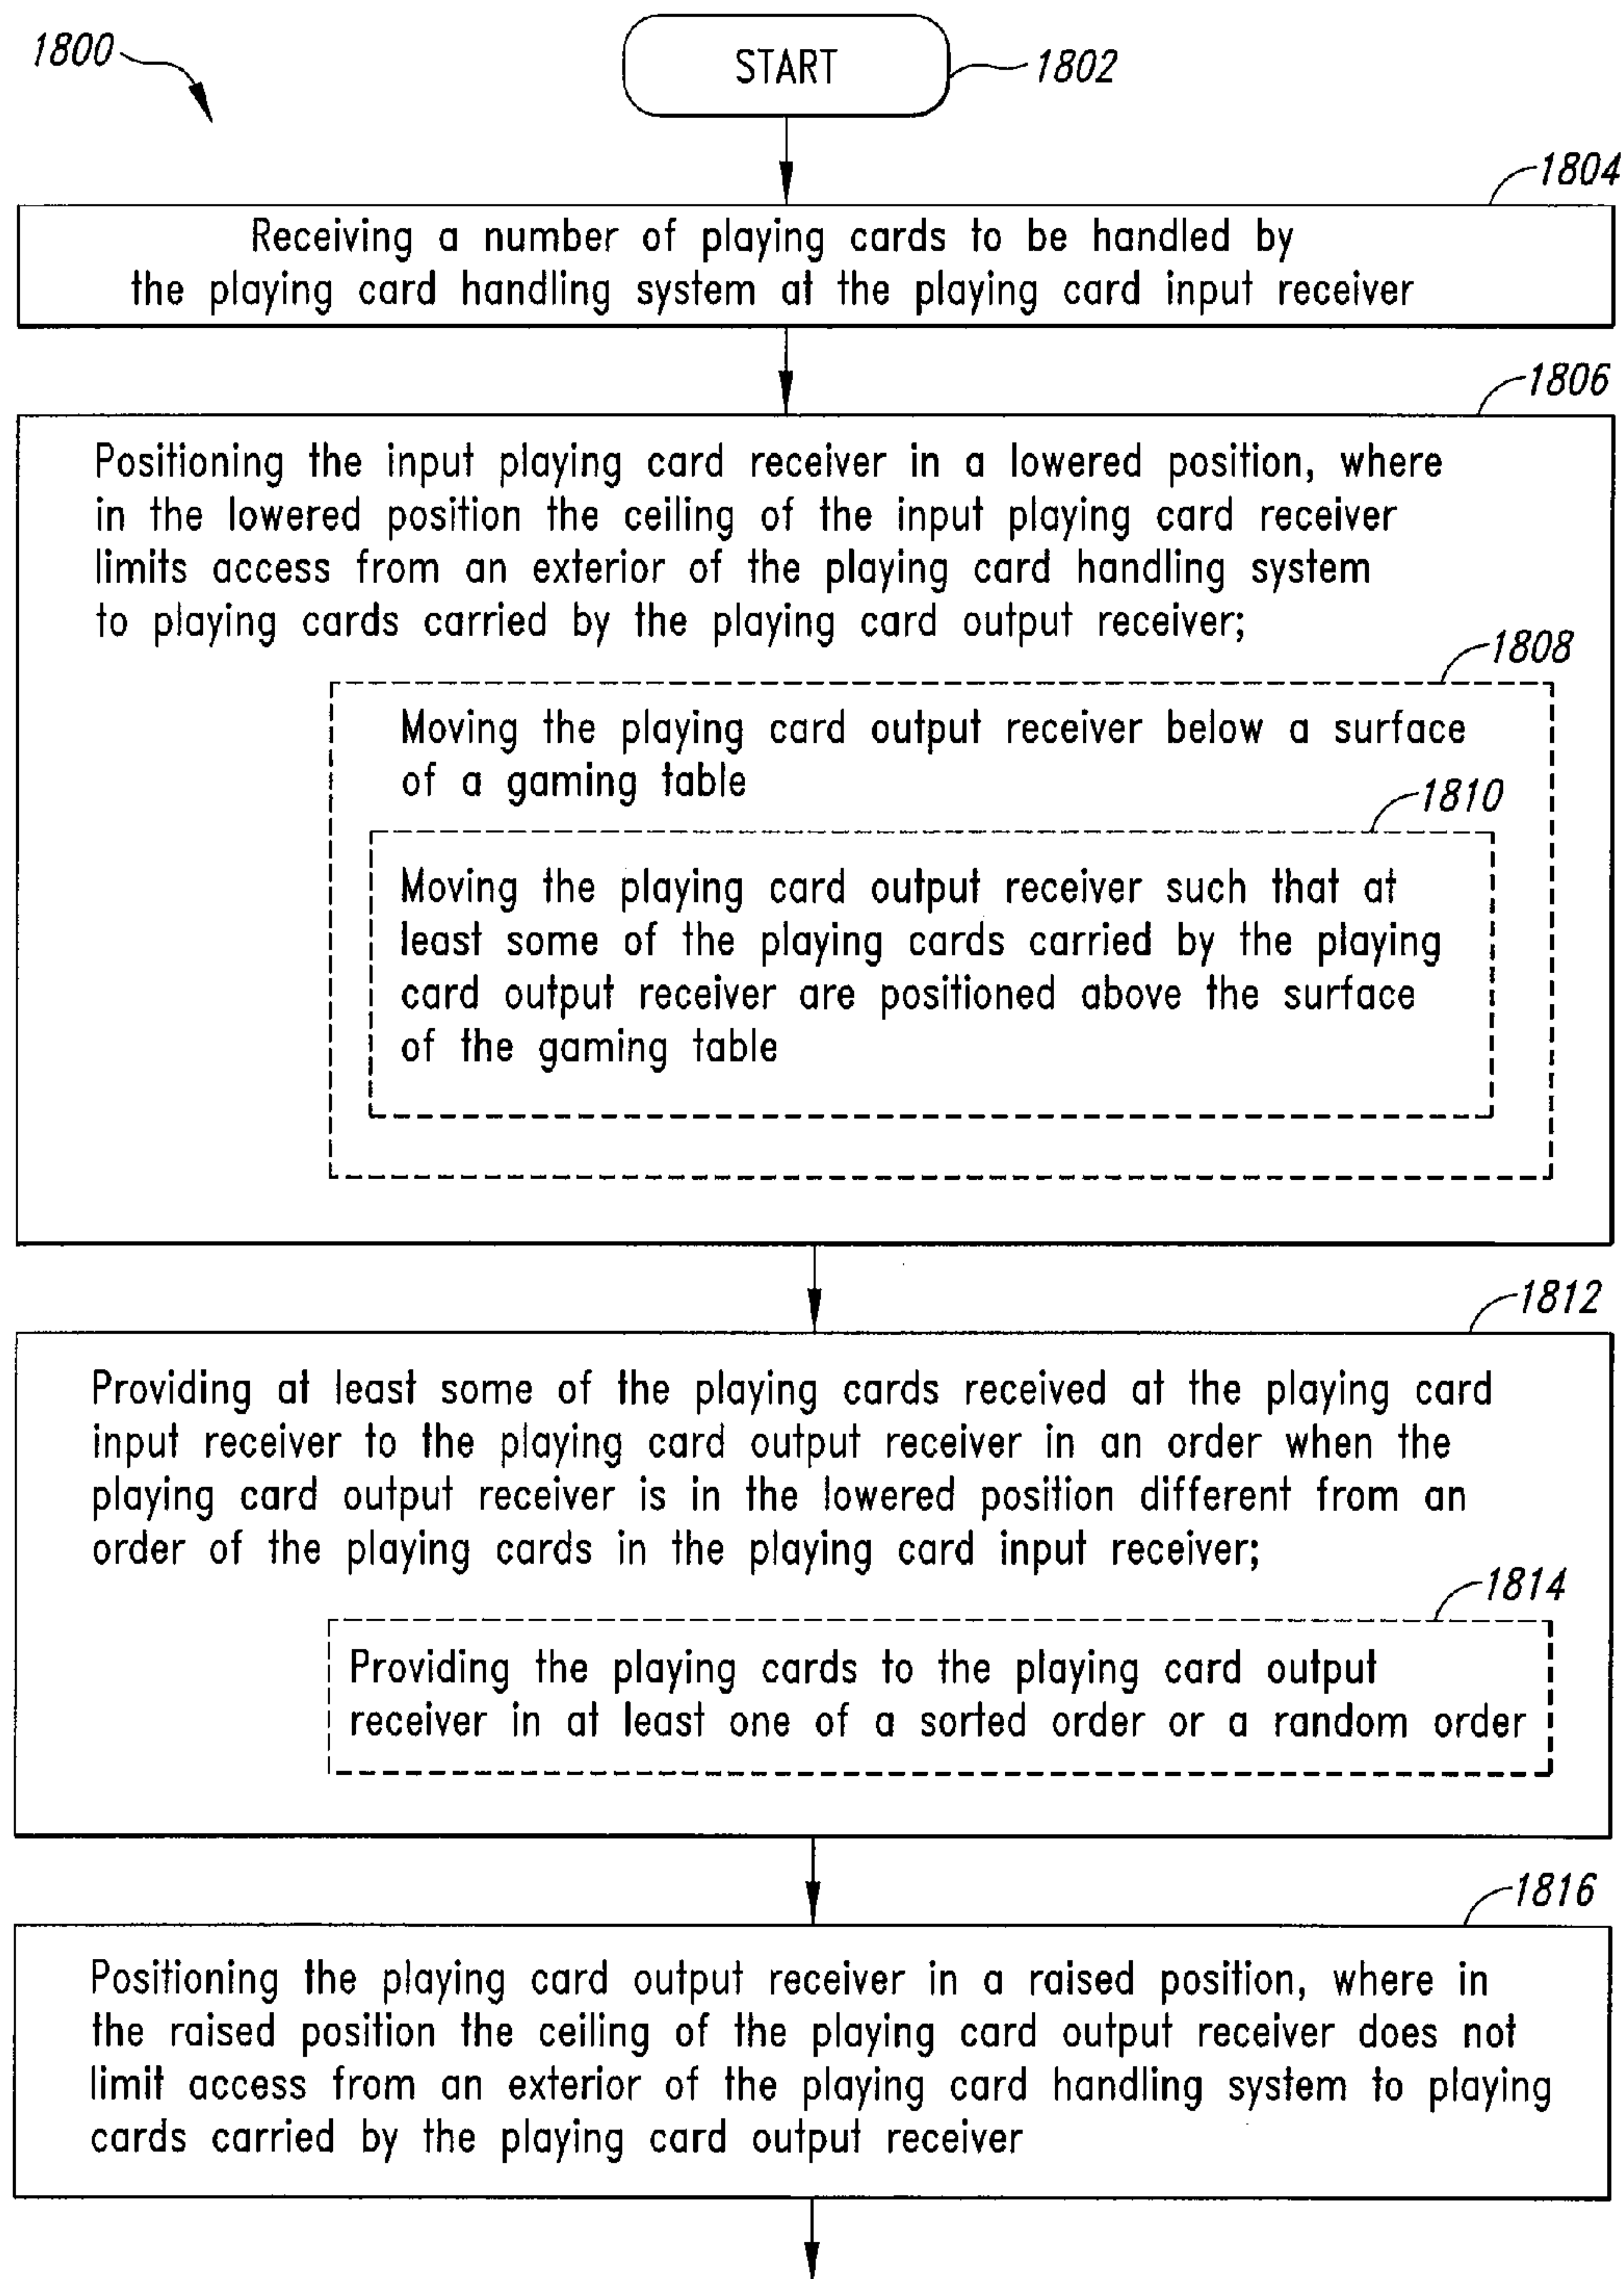 1800
START
1802
1804
Receiving a number of playing cards to be handled by
the playing card handling system at the playing card input receiver
1806
Positioning the input playing card receiver in a lowered position, where
in the lowered position the ceiling of the input playing card receiver
limits access from an exterior of the playing card handling system
to playing cards carried by the playing card output receiver;
1808
Moving the playing card output receiver below a surface
of a gaming table
1810
Moving the playing card output receiver such that at
least some of the playing cards carried by the playing
card output receiver are positioned above the surface
of the gaming table
1812
Providing at least some of the playing cards received at the playing card
input receiver to the playing card output receiver in an order when the
playing card output receiver is in the lowered position different from an
order of the playing cards in the playing card input receiver;
1814
Providing the playing cards to the playing card output
receiver in at least one of a sorted order or a random order
1816
Positioning the playing card output receiver in a raised position, where in
the raised position the ceiling of the playing card output receiver does not
limit access from an exterior of the playing card handling system to playing
cards carried by the playing card output receiver